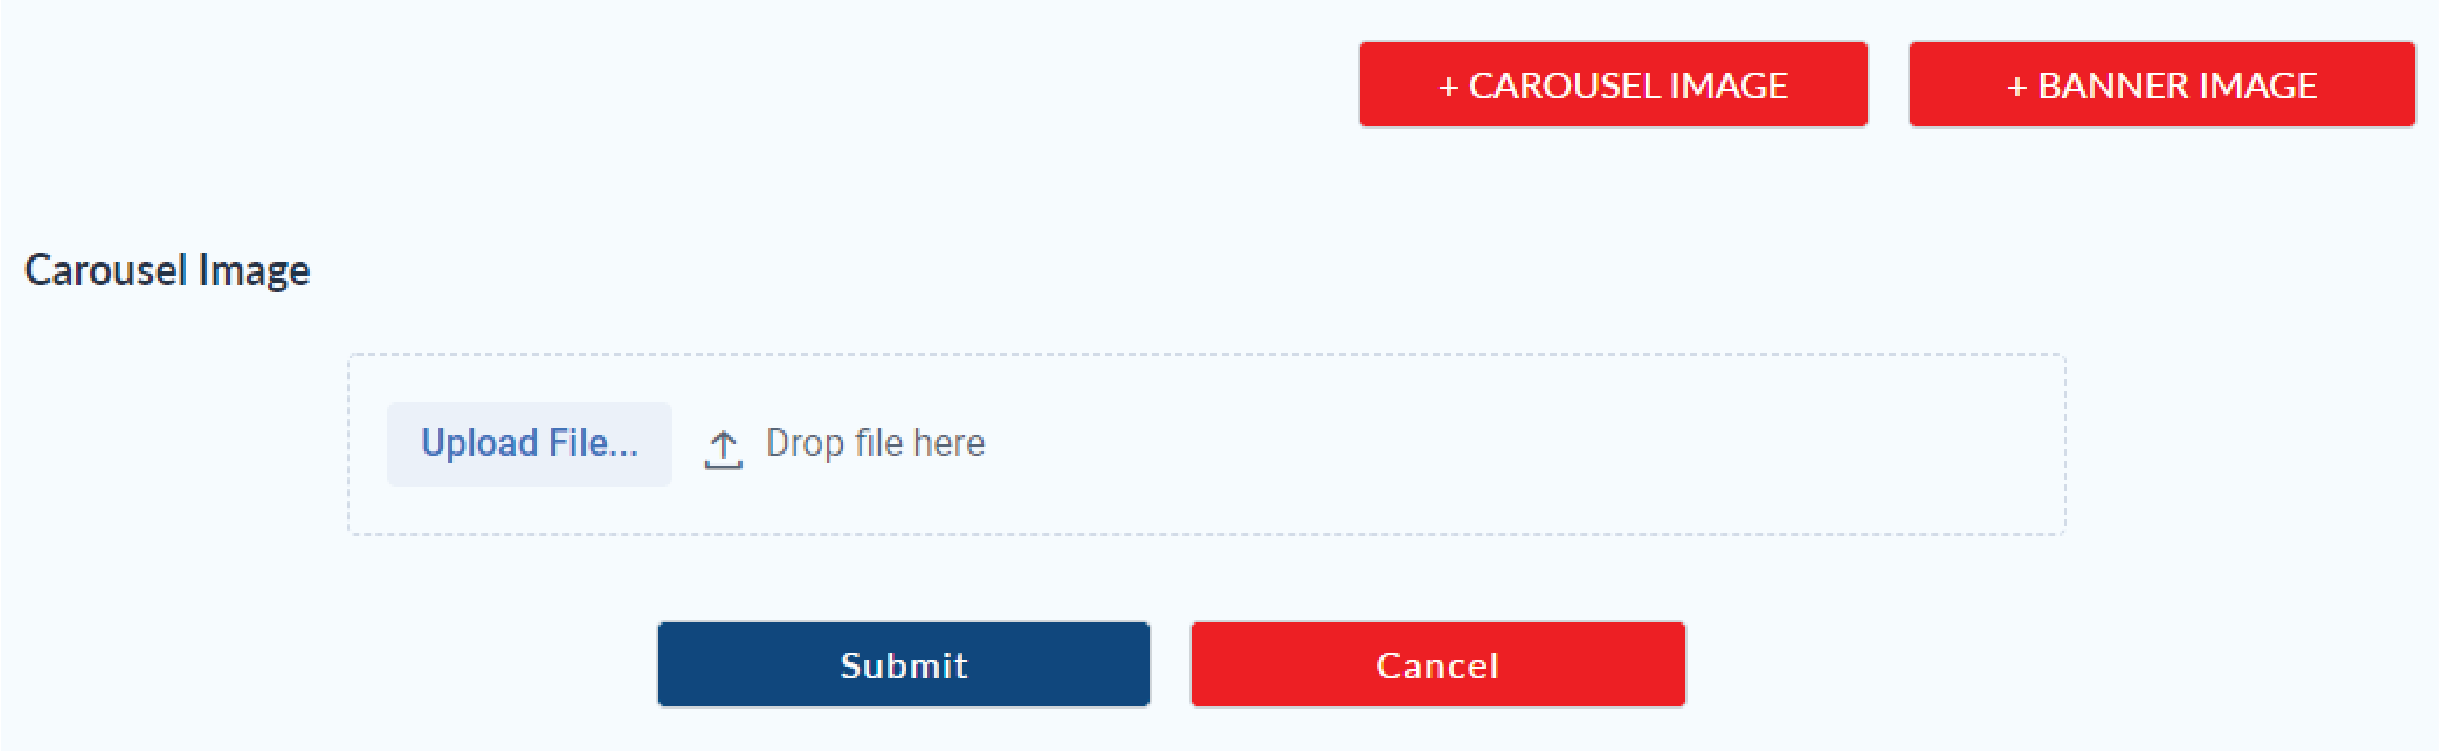 + CAROUSEL IMAGE + BANNER IMAGE
Carousel Image
Upload File... Drop file here
Submit Cancel